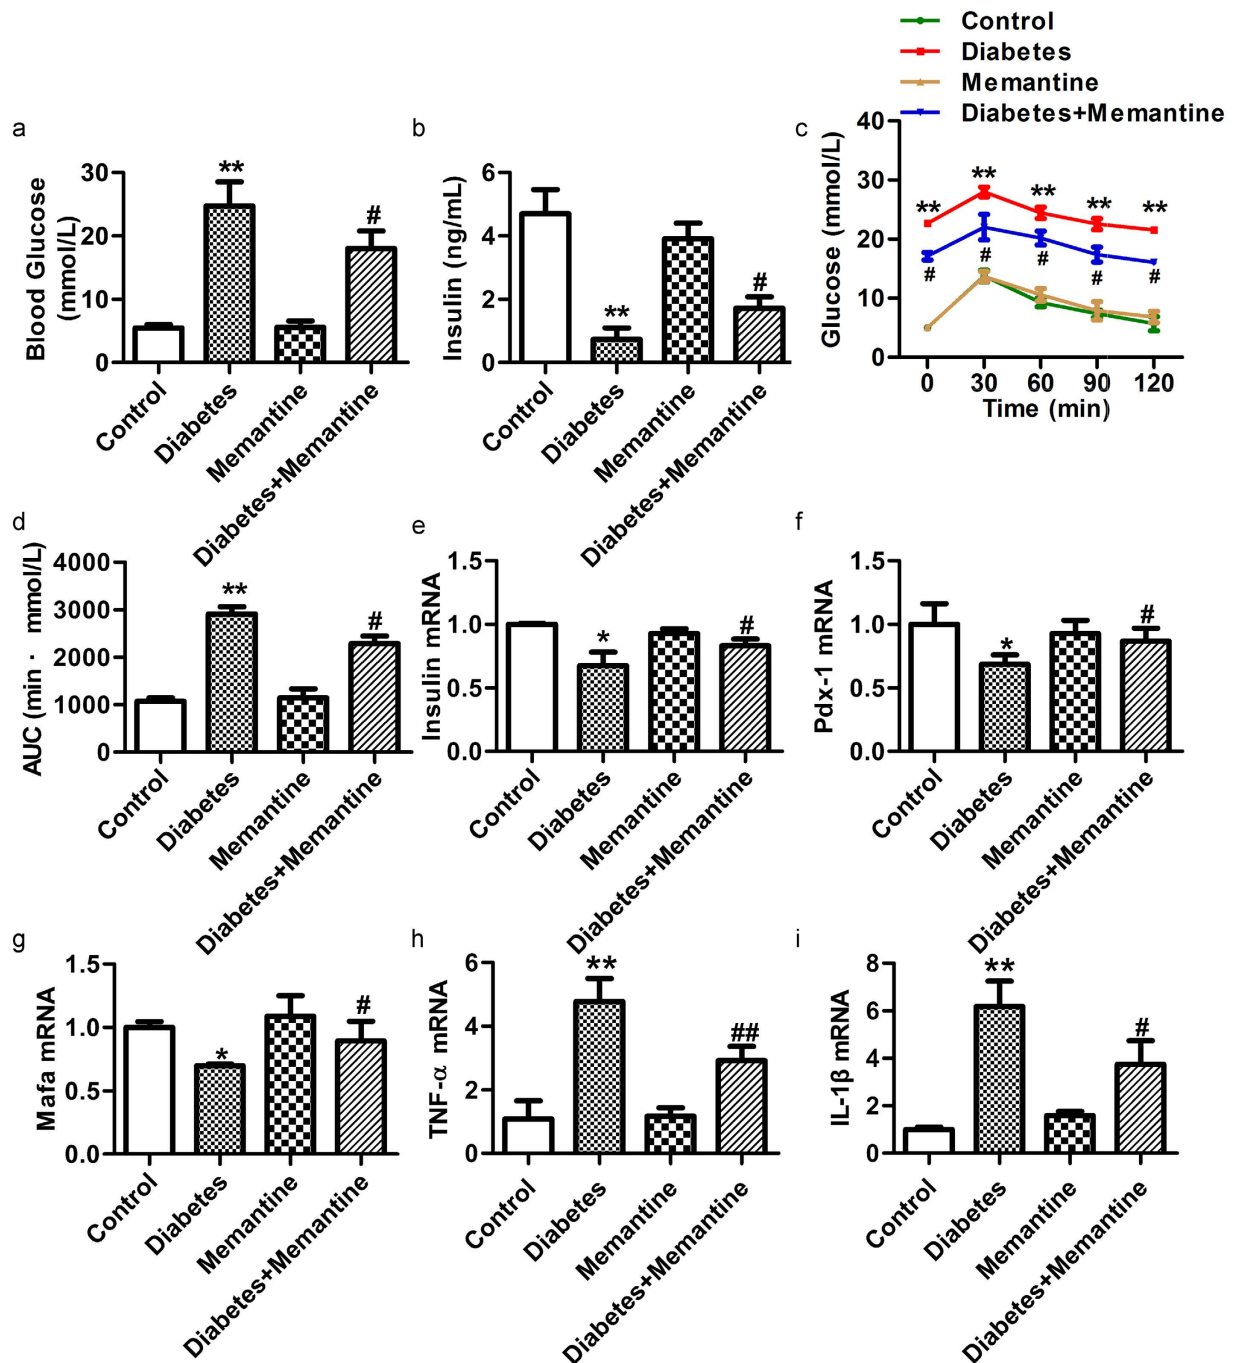 Control
Diabetes
Memantine
Diabetes+Memantine
a
Blood Glucose
(mmol/L)
30
20
10
0
**
#
Control
Diabetes
Memantine
Diabetes+Memantine
b
Insulin (ng/mL)
6
4
2
0
**
#
Control
Diabetes
Memantine
Diabetes+Memantine
c
Glucose (mmol/L)
40
30
20
10
0
**
**
**
**
**
#
#
#
#
#
0
30
60
90
120
Time (min)
d
AUC (min · mmol/L)
4000
3000
2000
1000
0
**
#
Control
Diabetes
Memantine
Diabetes+Memantine
e
Insulin mRNA
1.5
1.0
0.5
0.0
*
#
Control
Diabetes
Memantine
Diabetes+Memantine
f
Pdx-1 mRNA
1.5
1.0
0.5
0.0
*
#
Control
Diabetes
Memantine
Diabetes+Memantine
g
Mafa mRNA
1.5
1.0
0.5
0.0
*
#
Control
Diabetes
Memantine
Diabetes+Memantine
h
TNF-α mRNA
6
4
2
0
**
##
Control
Diabetes
Memantine
Diabetes+Memantine
i
IL-1β mRNA
8
6
4
2
0
**
#
Control
Diabetes
Memantine
Diabetes+Memantine